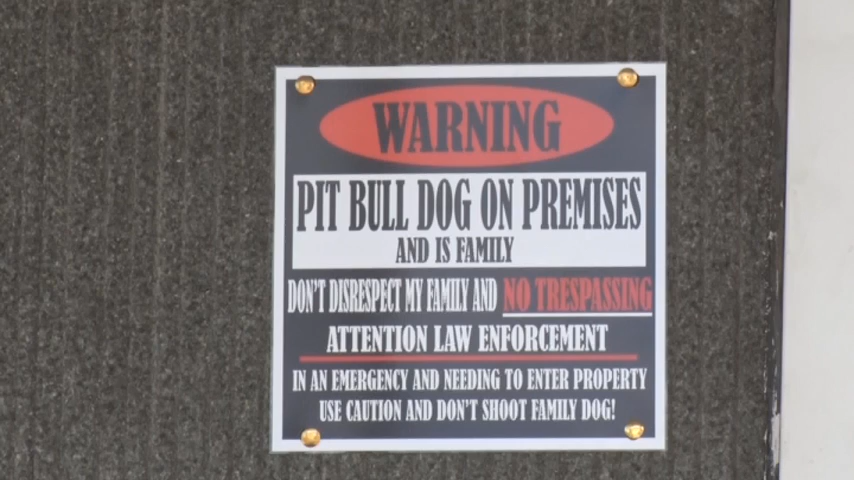 WARNING
PIT BULL DOG ON PREMISES
AND IS FAMILY
DON'T DISRESPECT MY FAMILY AND NO TRESPASSING
ATTENTION LAW ENFORCEMENT
IN AN EMERGENCY AND NEEDING TO ENTER PROPERTY
USE CAUTION AND DON'T SHOOT FAMILY DOG!